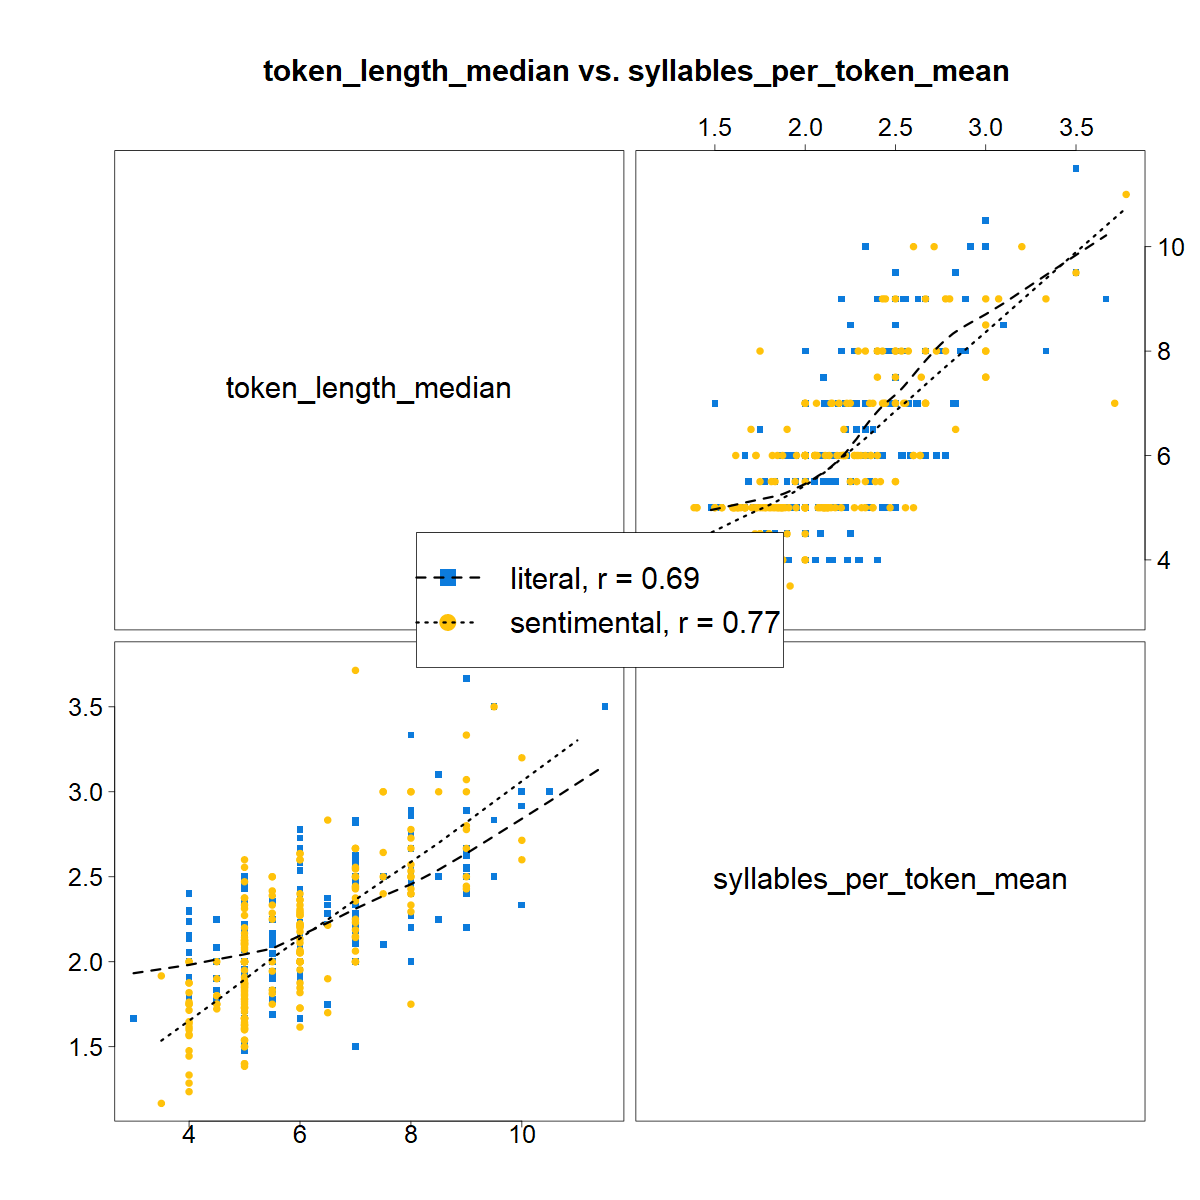 token_length_median vs. syllables_per_token_mean
1.5 2.0 2.5 3.0 3.5
token_length_median
10
8
6
4
literal, r = 0.69
sentimental, r = 0.77
3.5
3.0
2.5
2.0
1.5
syllables_per_token_mean
4 6 8 10